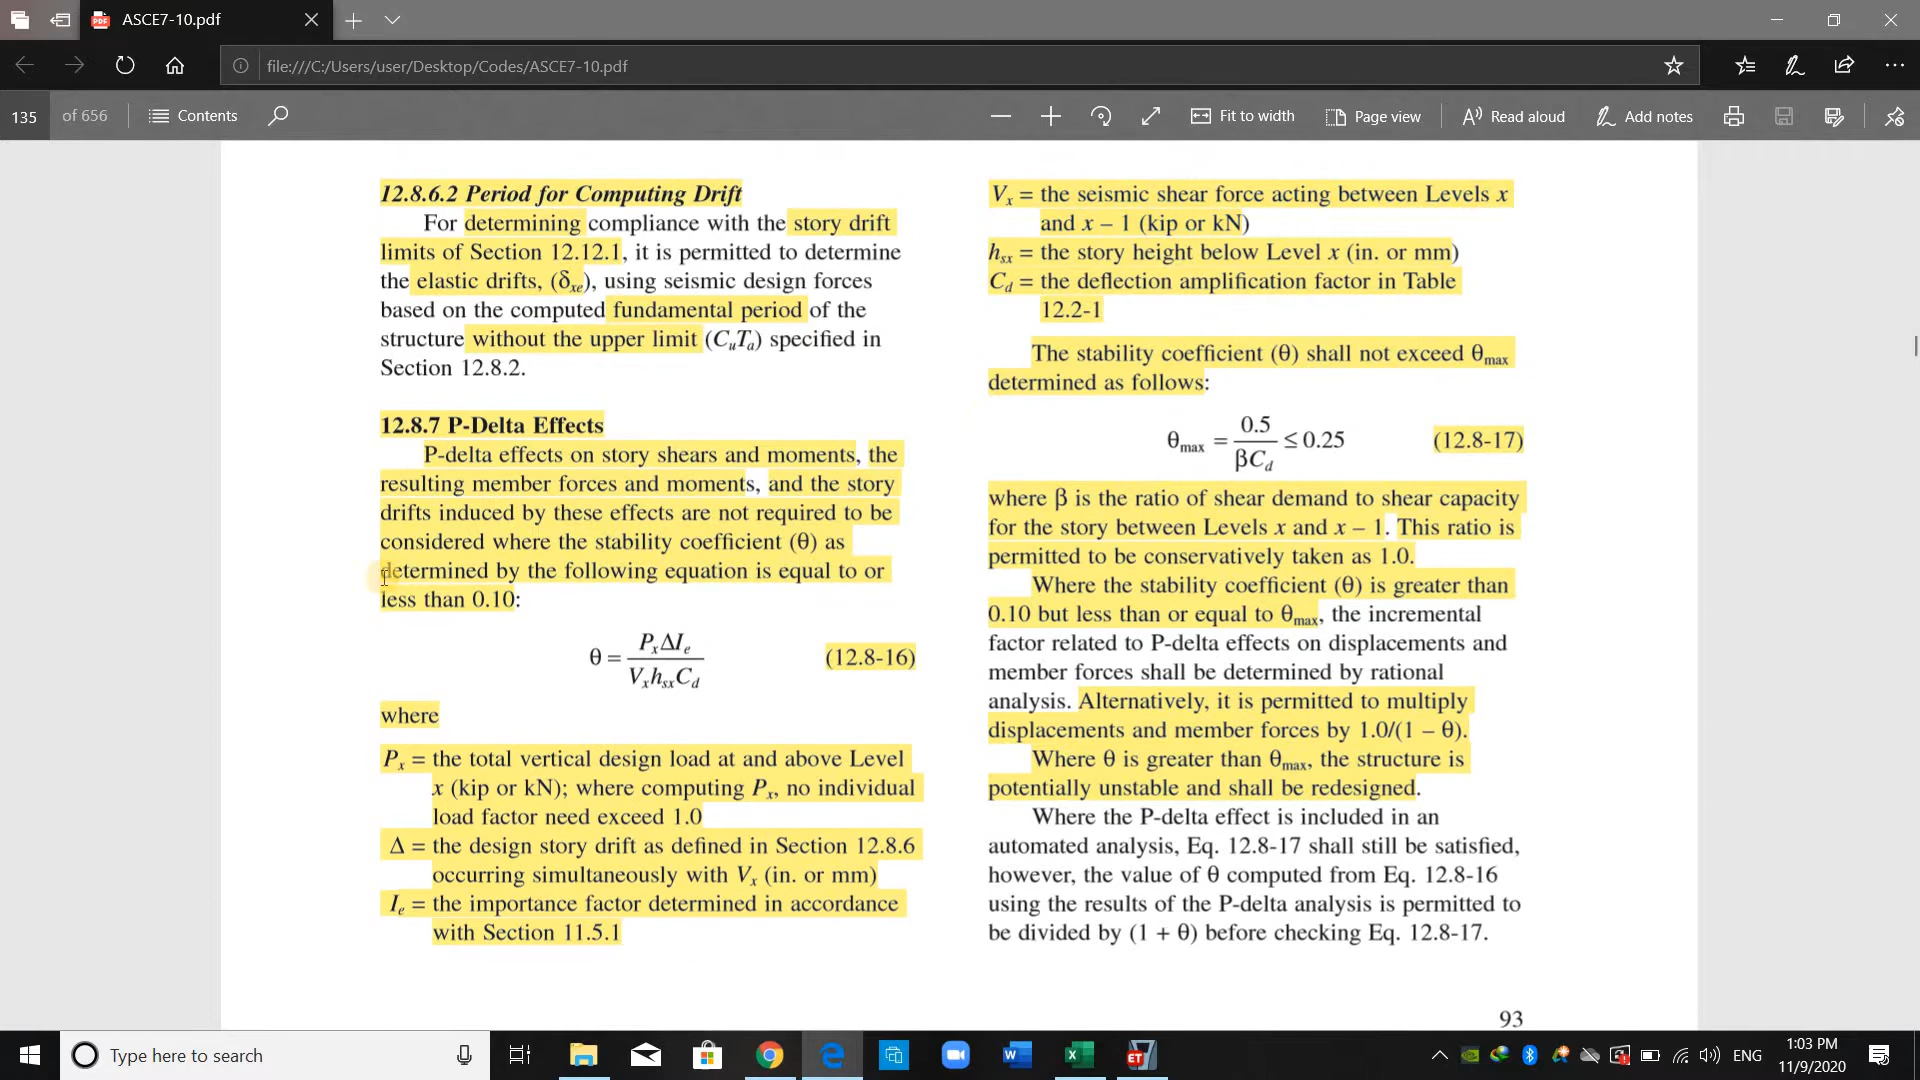 ASCE7-10.pdf
file:///C:/Users/user/Desktop/Codes/ASCE7-10.pdf
135 of 656 Contents Fit to width Page view Read aloud Add notes
12.8.6.2 Period for Computing Drift
For determining compliance with the story drift
limits of Section 12.12.1, it is permitted to determine
the elastic drifts, (δxe), using seismic design forces
based on the computed fundamental period of the
structure without the upper limit (CuTa) specified in
Section 12.8.2.
12.8.7 P-Delta Effects
P-delta effects on story shears and moments, the
resulting member forces and moments, and the story
drifts induced by these effects are not required to be
considered where the stability coefficient (θ) as
determined by the following equation is equal to or
less than 0.10:
θ = PxΔIe / VxhsxCd (12.8-16)
where
Px = the total vertical design load at and above Level
x (kip or kN); where computing Px, no individual
load factor need exceed 1.0
Δ = the design story drift as defined in Section 12.8.6
occurring simultaneously with Vx (in. or mm)
Ie = the importance factor determined in accordance
with Section 11.5.1
Vx = the seismic shear force acting between Levels x
and x – 1 (kip or kN)
hsx = the story height below Level x (in. or mm)
Cd = the deflection amplification factor in Table
12.2-1
The stability coefficient (θ) shall not exceed θmax
determined as follows:
θmax = 0.5 / βCd ≤ 0.25 (12.8-17)
where β is the ratio of shear demand to shear capacity
for the story between Levels x and x – 1. This ratio is
permitted to be conservatively taken as 1.0.
Where the stability coefficient (θ) is greater than
0.10 but less than or equal to θmax, the incremental
factor related to P-delta effects on displacements and
member forces shall be determined by rational
analysis. Alternatively, it is permitted to multiply
displacements and member forces by 1.0/(1 – θ).
Where θ is greater than θmax, the structure is
potentially unstable and shall be redesigned.
Where the P-delta effect is included in an
automated analysis, Eq. 12.8-17 shall still be satisfied,
however, the value of θ computed from Eq. 12.8-16
using the results of the P-delta analysis is permitted to
be divided by (1 + θ) before checking Eq. 12.8-17.
93
Type here to search
ENG
1:03 PM
11/9/2020